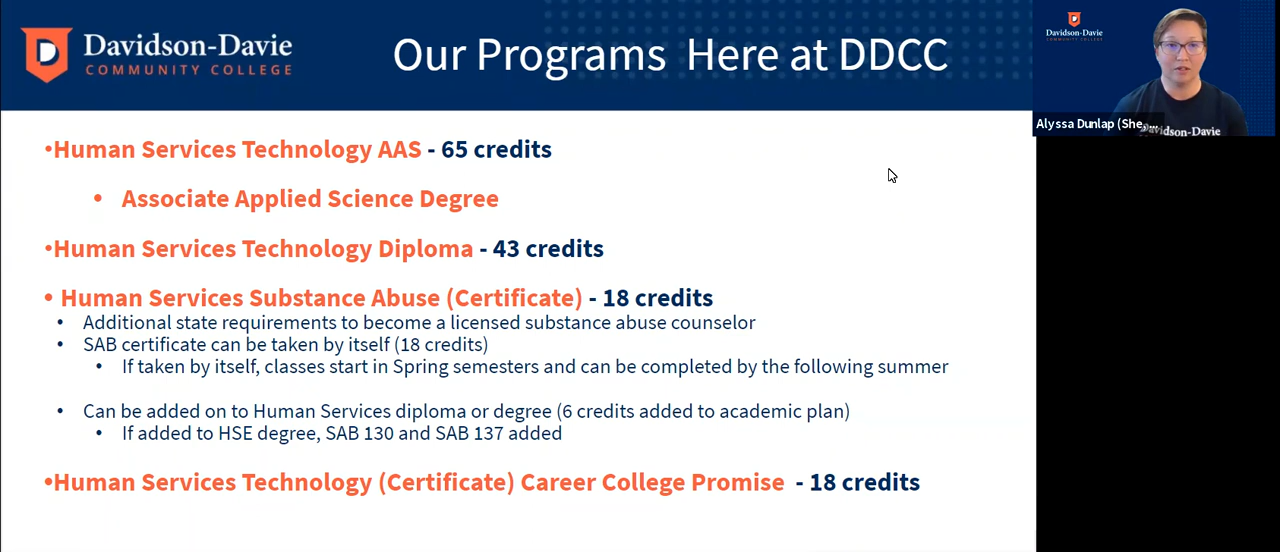 Davidson-Davie
COMMUNITY COLLEGE
Our Programs Here at DDCC
•Human Services Technology AAS - 65 credits
• Associate Applied Science Degree
•Human Services Technology Diploma - 43 credits
• Human Services Substance Abuse (Certificate) - 18 credits
• Additional state requirements to become a licensed substance abuse counselor
• SAB certificate can be taken by itself (18 credits)
• If taken by itself, classes start in Spring semesters and can be completed by the following summer
• Can be added on to Human Services diploma or degree (6 credits added to academic plan)
• If added to HSE degree, SAB 130 and SAB 137 added
•Human Services Technology (Certificate) Career College Promise - 18 credits
Davidson-Davie
COMMUNITY COLLEGE
Alyssa Dunlap (She,...
Davidson-Davie